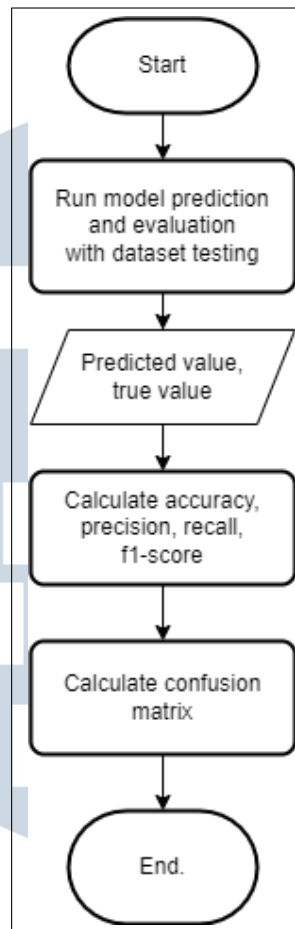 Start
Run model prediction
and evaluation
with dataset testing
Predicted value,
true value
Calculate accuracy,
precision, recall,
f1-score
Calculate confusion
matrix
End.